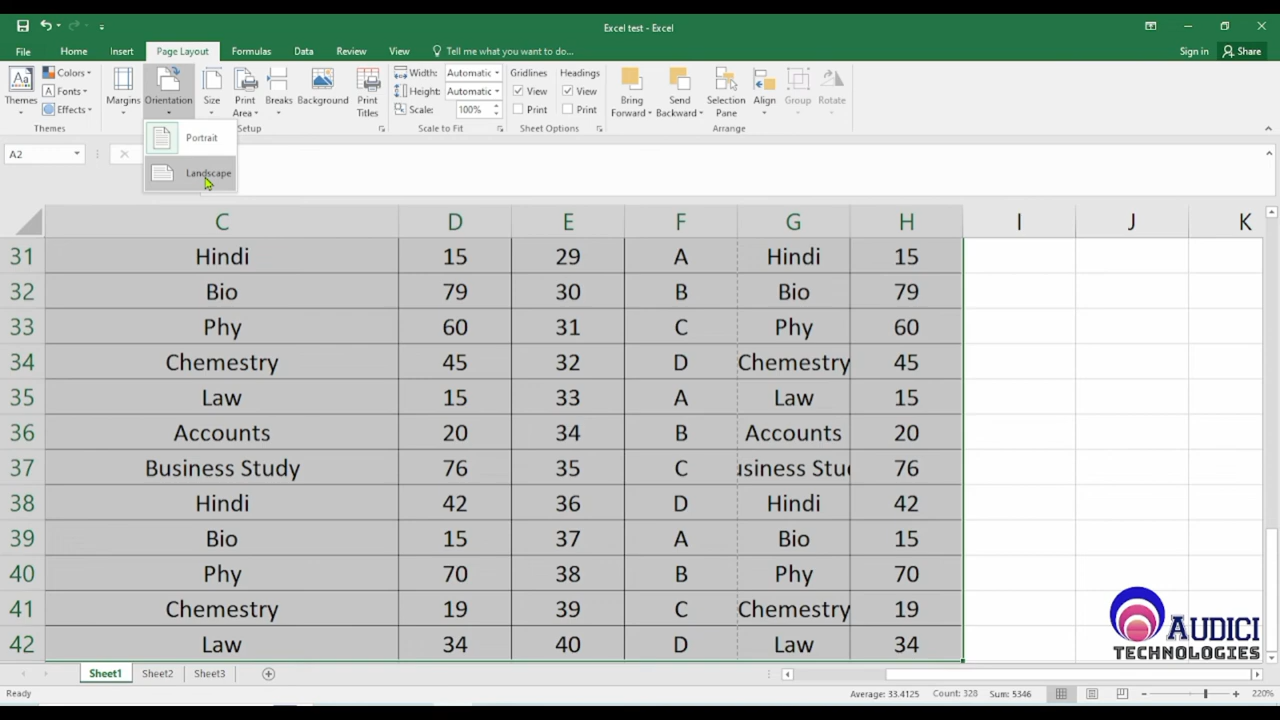 Excel test - Excel
File Home Insert Page Layout Formulas Data Review View Tell me what you want to do... Sign in Share
Themes Colors Fonts Effects Margins Orientation Size Print Area Breaks Background Print Titles Width: Automatic Height: Automatic Scale: 100% Gridlines View Print Headings View Print Bring Forward Send Backward Selection Pane Align Group Rotate
Themes Setup Scale to Fit Sheet Options Arrange
Portrait
Landscape
A2
C D E F G H I J K
31 Hindi 15 29 A Hindi 15
32 Bio 79 30 B Bio 79
33 Phy 60 31 C Phy 60
34 Chemestry 45 32 D Chemestry 45
35 Law 15 33 A Law 15
36 Accounts 20 34 B Accounts 20
37 Business Study 76 35 C usiness Stu 76
38 Hindi 42 36 D Hindi 42
39 Bio 15 37 A Bio 15
40 Phy 70 38 B Phy 70
41 Chemestry 19 39 C Chemestry 19
42 Law 34 40 D Law 34
AUDICI
TECHNOLOGIES
Sheet1 Sheet2 Sheet3
Ready Average: 33.4125 Count: 328 Sum: 5346 220%